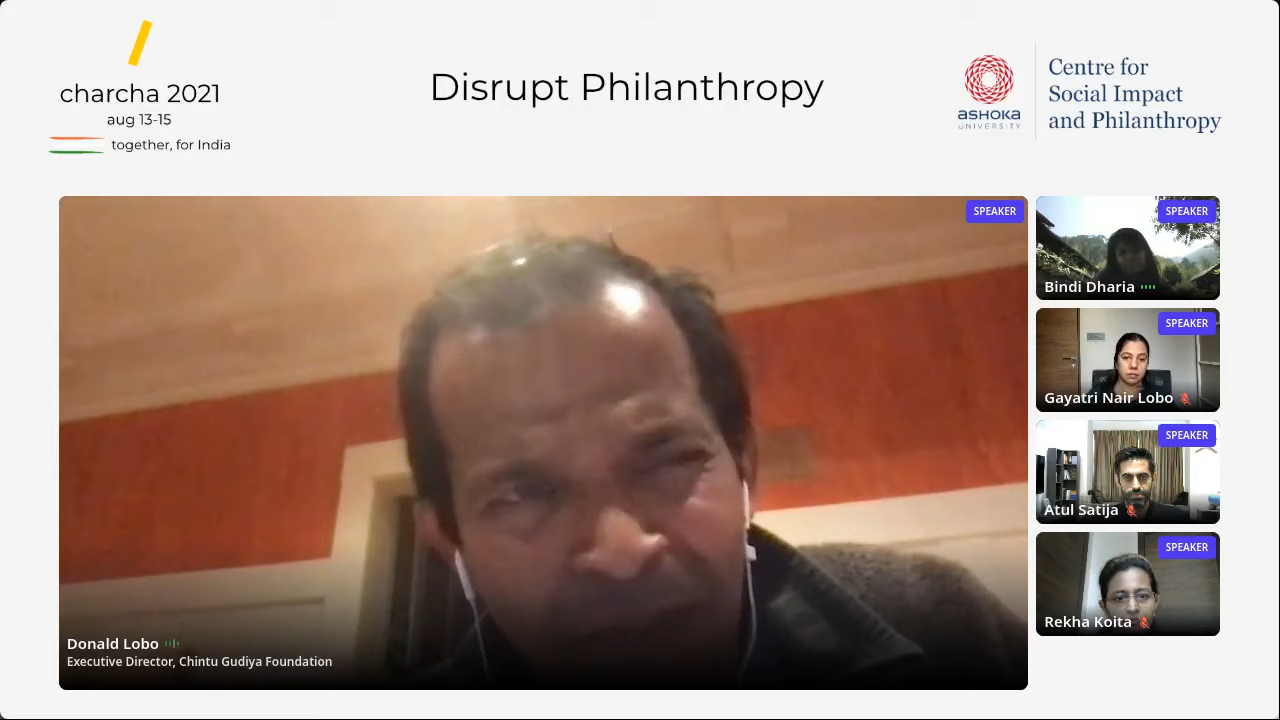 charcha 2021
aug 13-15
together, for India
Disrupt Philanthropy
ASHOKA
UNIVERSITY
Centre for
Social Impact
and Philanthropy
SPEAKER
Donald Lobo
Executive Director, Chintu Gudiya Foundation
SPEAKER
Bindi Dharia
SPEAKER
Gayatri Nair Lobo
SPEAKER
Atul Satija
SPEAKER
Rekha Koita